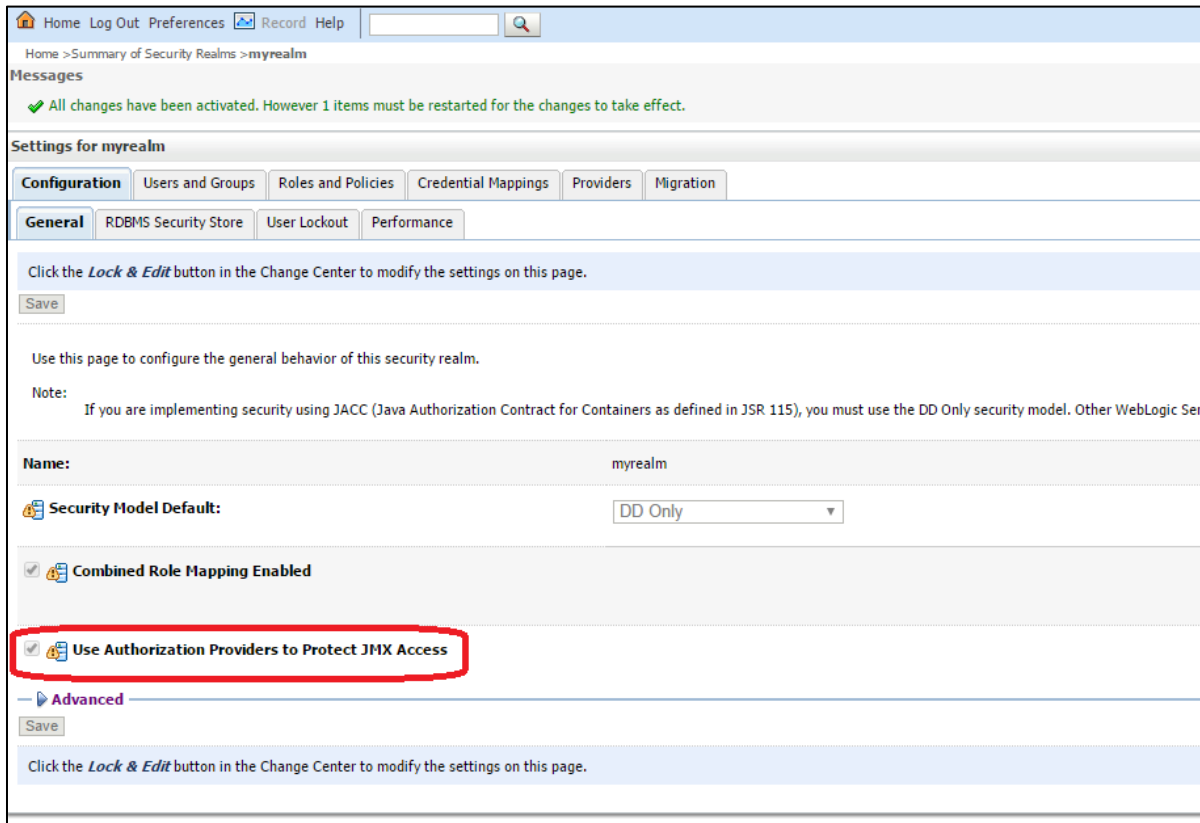 Home Log Out Preferences Record Help
Home >Summary of Security Realms >myrealm
Messages
All changes have been activated. However 1 items must be restarted for the changes to take effect.
Settings for myrealm
Configuration Users and Groups Roles and Policies Credential Mappings Providers Migration
General RDBMS Security Store User Lockout Performance
Click the Lock & Edit button in the Change Center to modify the settings on this page.
Save
Use this page to configure the general behavior of this security realm.
Note:
If you are implementing security using JACC (Java Authorization Contract for Containers as defined in JSR 115), you must use the DD Only security model. Other WebLogic Ser
Name: myrealm
Security Model Default: DD Only
Combined Role Mapping Enabled
Use Authorization Providers to Protect JMX Access
Advanced
Save
Click the Lock & Edit button in the Change Center to modify the settings on this page.